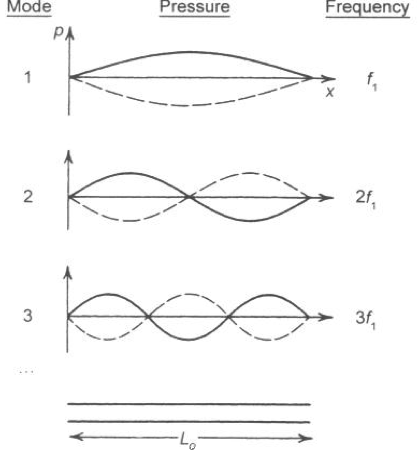 Mode Pressure Frequency
p
1 x f₁
2 2f₁
3 3f₁
...
Lₒ